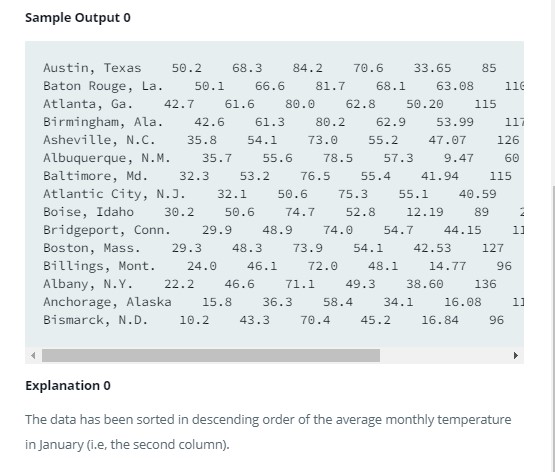 Sample Output 0
Austin, Texas 50.2 68.3 84.2 70.6 33.65 85
Baton Rouge, La. 50.1 66.6 81.7 68.1 63.08
Atlanta, Ga. 42.7 61.6 80.0 62.8 50.20 115
Birmingham, Ala. 42.6 61.3 80.2 62.9 53.99
Asheville, N.C. 35.8 54.1 73.0 55.2 47.07 126
Albuquerque, N.M. 35.7 55.6 78.5 57.3 9.47 60
Baltimore, Md. 32.3 53.2 76.5 55.4 41.94 115
Atlantic City, N.J. 32.1 50.6 75.3 55.1 40.59
Boise, Idaho 30.2 50.6 74.7 52.8 12.19 89
Bridgeport, Conn. 29.9 48.9 74.0 54.7 44.15
Boston, Mass. 29.3 48.3 73.9 54.1 42.53 127
Billings, Mont. 24.0 46.1 72.0 48.1 14.77 96
Albany, N.Y. 22.2 46.6 71.1 49.3 38.60 136
Anchorage, Alaska 15.8 36.3 58.4 34.1 16.08
Bismarck, N.D. 10.2 43.3 70.4 45.2 16.84 96
Explanation 0
The data has been sorted in descending order of the average monthly temperature
in January (i.e, the second column).